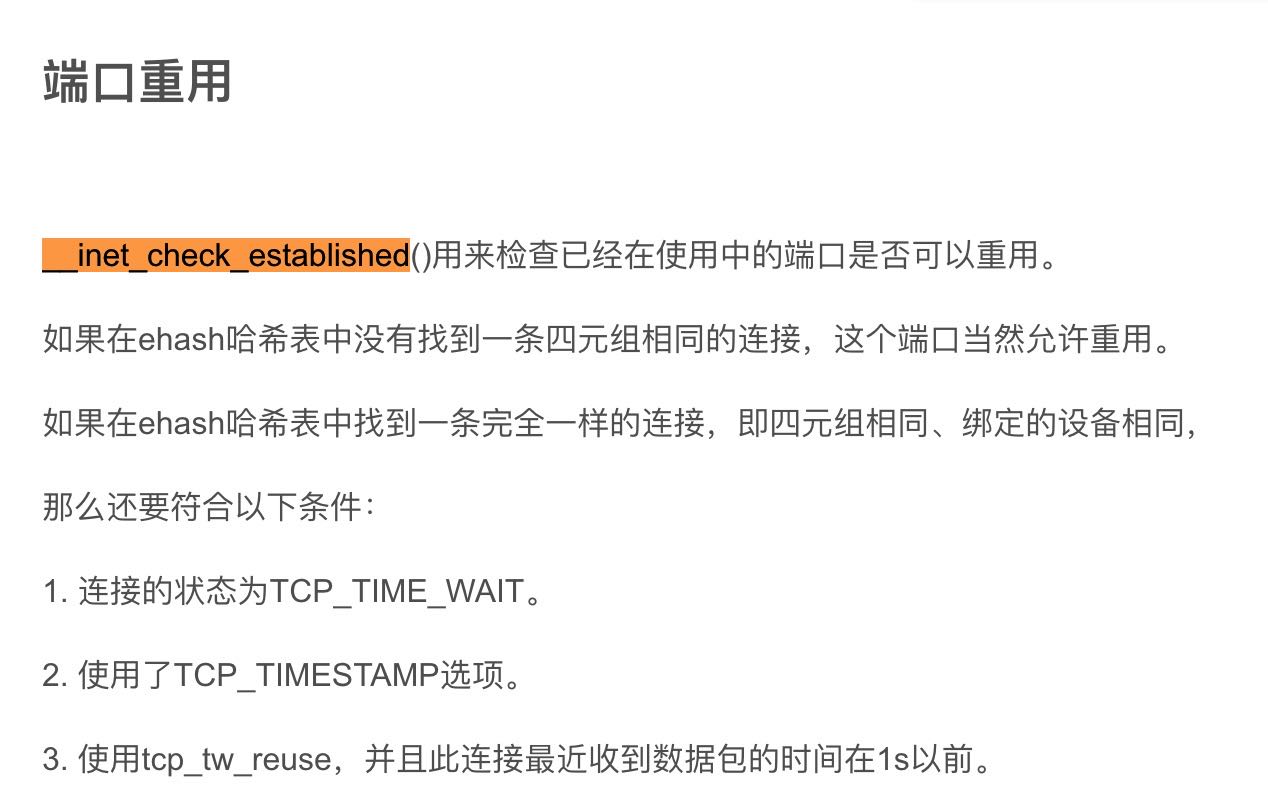 端口重用
__inet_check_established()用来检查已经在使用中的端口是否可以重用。
如果在ehash哈希表中没有找到一条四元组相同的连接，这个端口当然允许重用。
如果在ehash哈希表中找到一条完全一样的连接，即四元组相同、绑定的设备相同，
那么还要符合以下条件：
1. 连接的状态为TCP_TIME_WAIT。
2. 使用了TCP_TIMESTAMP选项。
3. 使用tcp_tw_reuse，并且此连接最近收到数据包的时间在1s以前。